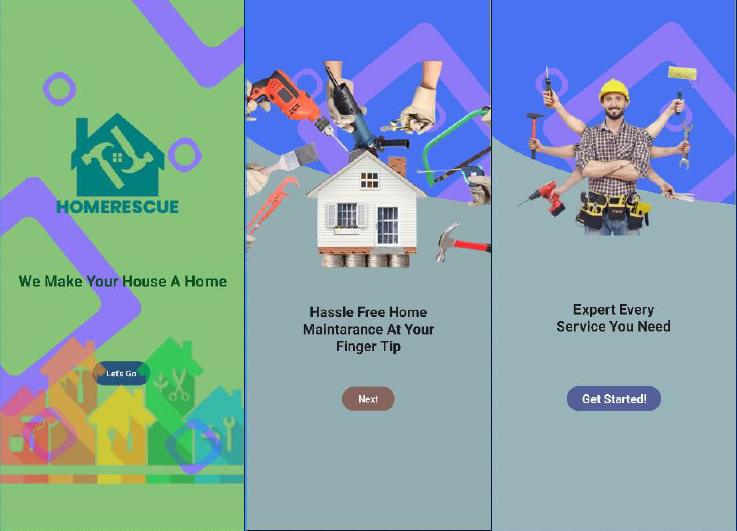 HOMERESCUE
We Make Your House A Home
Let's Go
Hassle Free Home
Maintarance At Your
Finger Tip
Next
Expert Every
Service You Need
Get Started!